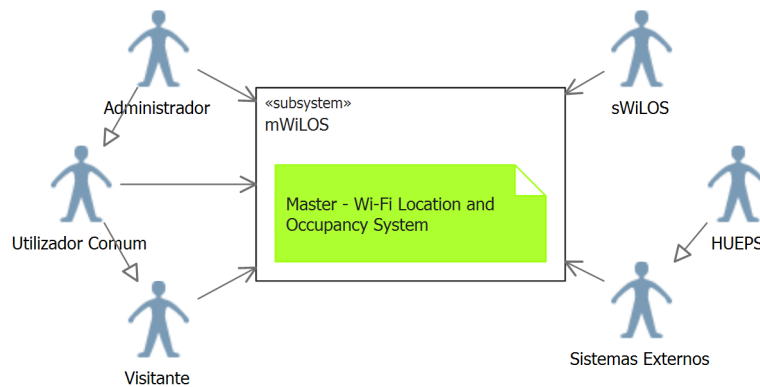 Administrador
Utilizador Comum
Visitante
«subsystem»
mWiLOS
Master - Wi-Fi Location and
Occupancy System
sWiLOS
HUEPS
Sistemas Externos